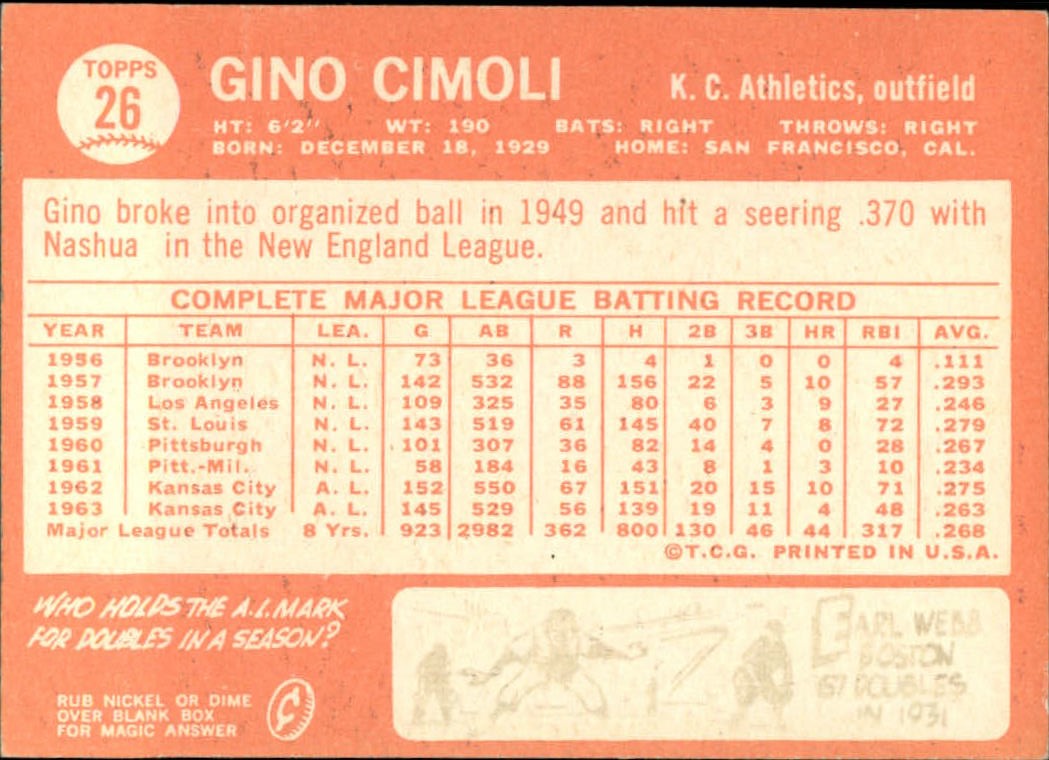 TOPPS
26
GINO CIMOLI
K. C. Athletics, outfield
HT: 6'2" WT: 190 BATS: RIGHT THROWS: RIGHT
BORN: DECEMBER 18, 1929 HOME: SAN FRANCISCO, CAL.
Gino broke into organized ball in 1949 and hit a seering .370 with
Nashua in the New England League.
COMPLETE MAJOR LEAGUE BATTING RECORD
YEAR TEAM LEA. G AB R H 2B 3B HR RBI AVG.
1956 Brooklyn N. L. 73 36 3 4 1 0 0 4 .111
1957 Brooklyn N. L. 142 532 88 156 22 5 10 57 .293
1958 Los Angeles N. L. 109 325 35 80 6 3 9 27 .246
1959 St. Louis N. L. 143 519 61 145 40 7 8 72 .279
1960 Pittsburgh N. L. 101 307 36 82 14 4 0 28 .267
1961 Pitt.-Mil. N. L. 58 184 16 43 8 1 3 10 .234
1962 Kansas City A. L. 152 550 67 151 20 15 10 71 .275
1963 Kansas City A. L. 145 529 56 139 19 11 4 48 .263
Major League Totals 8 Yrs. 923 2982 362 800 130 46 44 317 .268
©T.C.G. PRINTED IN U.S.A.
WHO HOLDS THE A.L. MARK
FOR DOUBLES IN A SEASON?
RUB NICKEL OR DIME
OVER BLANK BOX
FOR MAGIC ANSWER
EARL WEBB
BOSTON
67 DOUBLES
IN 1931